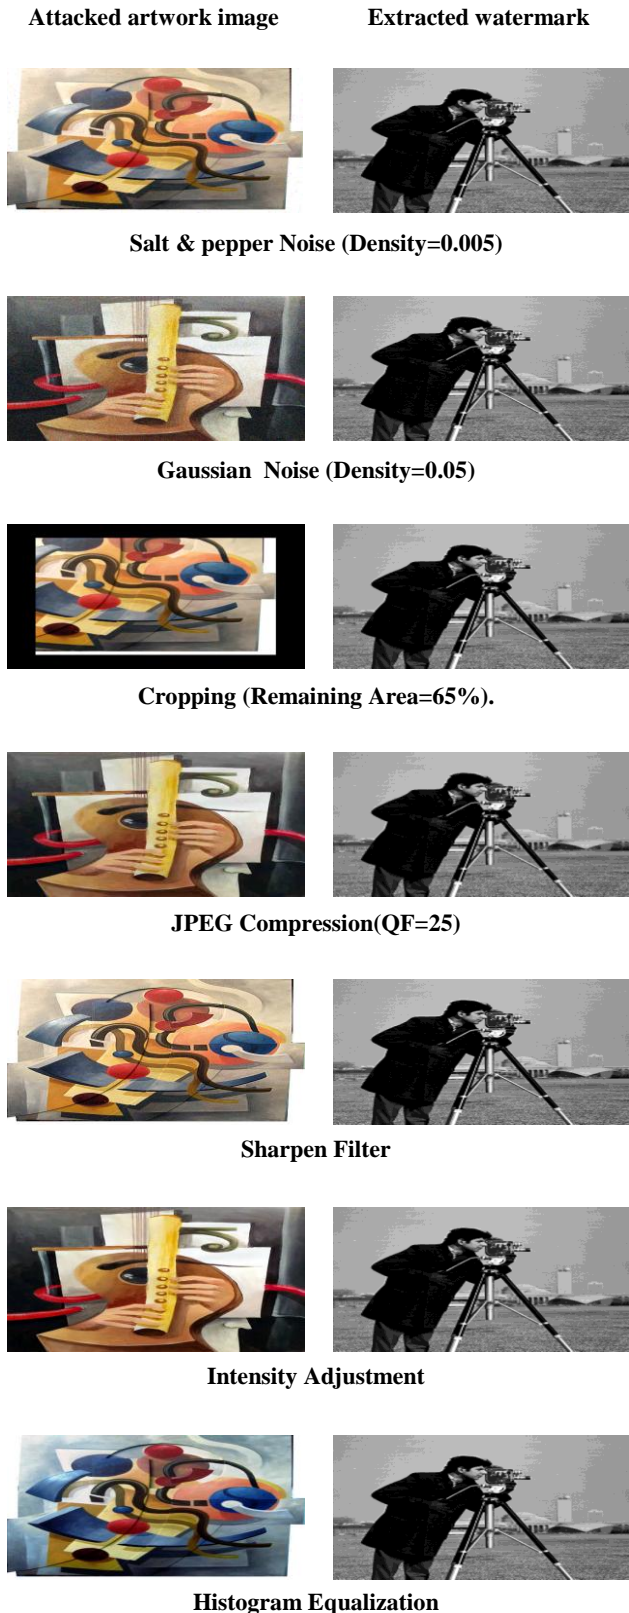 Attacked artwork image Extracted watermark
Salt & pepper Noise (Density=0.005)
Gaussian  Noise (Density=0.05)
Cropping (Remaining Area=65%).
JPEG Compression(QF=25)
Sharpen Filter
Intensity Adjustment
Histogram Equalization